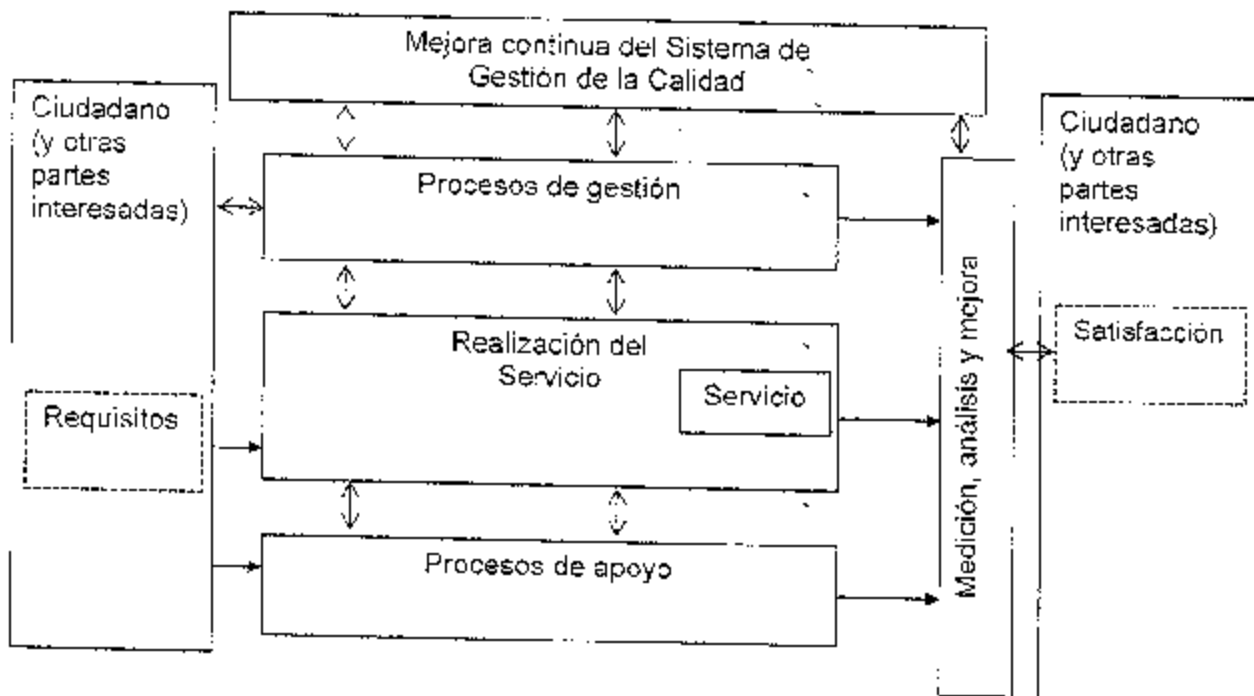 Mejora continua del Sistema de
Gestión de la Calidad
Ciudadano
(y otras
partes
interesadas)
Requisitos
Procesos de gestión
Realización del
Servicio
Servicio
Procesos de apoyo
Medición, análisis y mejora
Ciudadano
(y otras
partes
interesadas)
Satisfacción